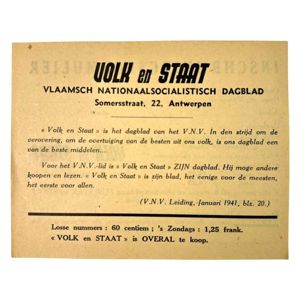 VOLK en STAAT
VLAAMSCH NATIONAALSOCIALISTISCH DAGBLAD
Somersstraat, 22, Antwerpen
« Volk en Staat » is het dagblad van het V.N.V. In den strijd om de
verovering, om de overtuiging van de besten uit ons volk, is ons dagblad een
van de beste middelen...
Voor het V.N.V.-lid is « Volk en Staat » ZIJN dagblad. Hij moge andere
koopen en lezen. « Volk en Staat » is zijn blad, het eenige voor de meesten,
het eerste voor allen.
(V.N.V. Leiding, Januari 1941, blz. 20.)
Losse nummers : 60 centiem ; 's Zondags : 1,25 frank.
« VOLK en STAAT » is OVERAL te koop.